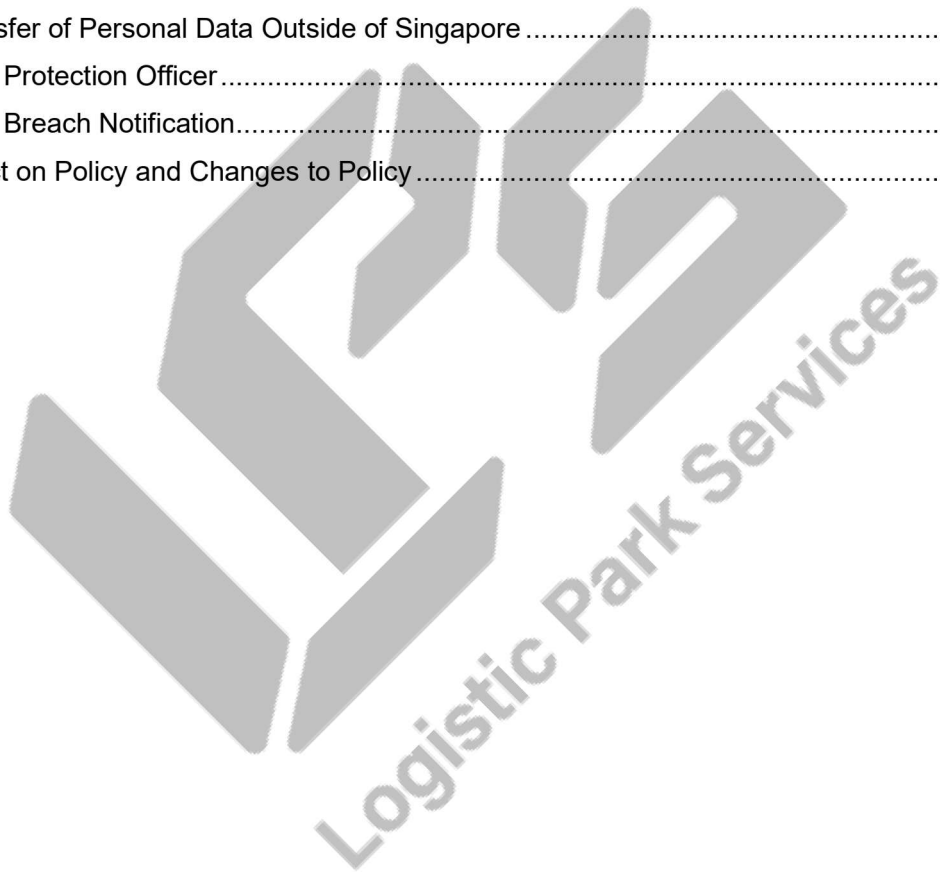 sfer of Personal Data Outside of Singapore........................................................
Protection Officer........................................................................................
Breach Notification.......................................................................................
t on Policy and Changes to Policy..................................................................
LPS
Logistic Park Services